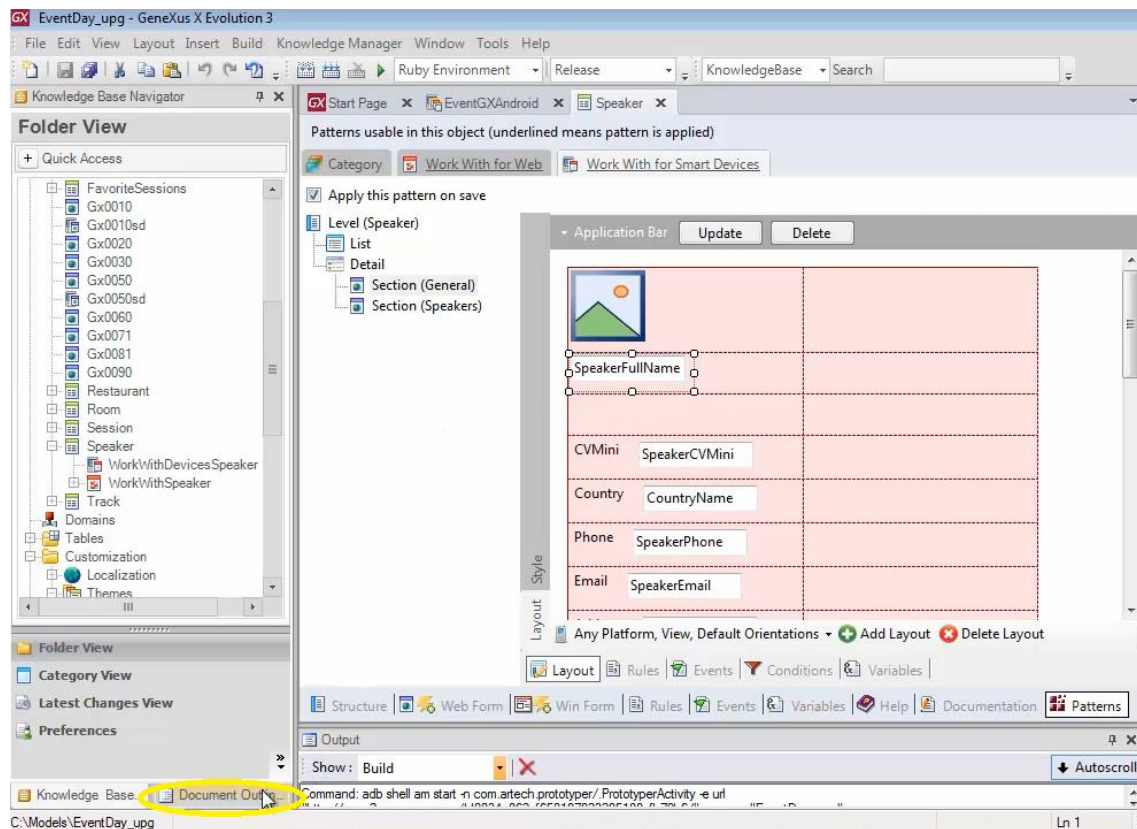 EventDay_upg - GeneXus X Evolution 3
File Edit View Layout Insert Build Knowledge Manager Window Tools Help
Ruby Environment Release KnowledgeBase Search
Knowledge Base Navigator
Folder View
Quick Access
FavoriteSessions
Gx0010
Gx0010sd
Gx0020
Gx0030
Gx0050
Gx0050sd
Gx0060
Gx0071
Gx0081
Gx0090
Restaurant
Room
Session
Speaker
WorkWithDevicesSpeaker
WorkWithSpeaker
Track
Domains
Tables
Customization
Localization
Themes
Folder View
Category View
Latest Changes View
Preferences
Knowledge Base... Document Outlin...
Start Page EventGXAndroid Speaker
Patterns usable in this object (underlined means pattern is applied)
Category Work With for Web Work With for Smart Devices
Apply this pattern on save
Level (Speaker)
List
Detail
Section (General)
Section (Speakers)
Application Bar Update Delete
SpeakerFullName
CVMini SpeakerCVMini
Country CountryName
Phone SpeakerPhone
Email SpeakerEmail
Style
Layout
Any Platform, View, Default Orientations Add Layout Delete Layout
Layout Rules Events Conditions Variables
Structure Web Form Win Form Rules Events Variables Help Documentation Patterns
Output
Show: Build Autoscroll
Command: adb shell am start -n com.artech.prototyper/.PrototyperActivity -e url
C:\Models\EventDay_upg Ln 1